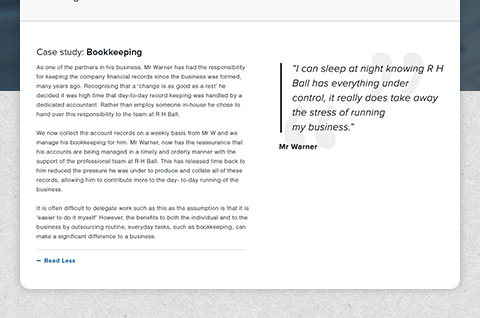 Case study: Bookkeeping
As one of the partners in his business, Mr Warner has had the responsibility
for keeping the company financial records since the business was formed,
many years ago. Recognising that a 'change is as good as a rest' he
decided it was high time that day-to-day record keeping was handled by a
dedicated accountant. Rather than employ someone in-house he chose to
hand over this responsibility to the team at R H Ball.
We now collect the account records on a weekly basis from Mr W and we
manage his bookkeeping for him. Mr Warner, now has the reassurance that
his accounts are being managed in a timely and orderly manner with the
support of the professional team at R H Ball. This has released time back to
him reduced the pressure he was under to produce and collate all of these
records, allowing him to contribute more to the day- to-day running of the
business.
It is often difficult to delegate work such as this as the assumption is that it is
'easier to do it myself' However, the benefits to both the individual and to the
business by outsourcing routine, everyday tasks, such as bookkeeping, can
make a significant difference to a business.
– Read Less
"I can sleep at night knowing R H
Ball has everything under
control, it really does take away
the stress of running
my business."
Mr Warner